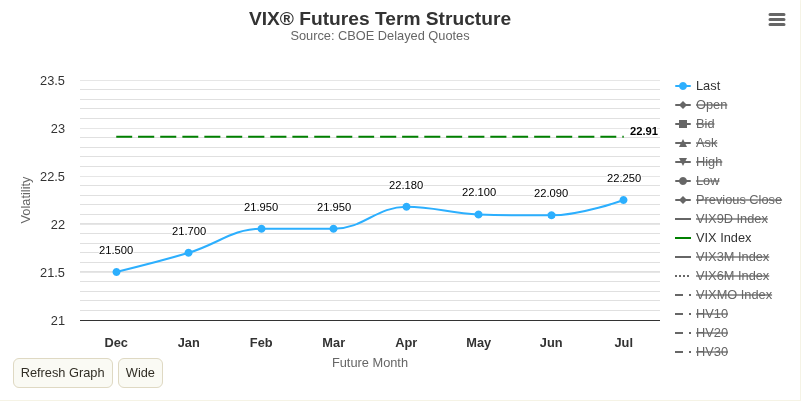 VIX® Futures Term Structure
Source: CBOE Delayed Quotes
23.5
23
22.5
22
21.5
21
Volatility
22.91
21.500
21.700
21.950
21.950
22.180
22.100
22.090
22.250
Dec Jan Feb Mar Apr May Jun Jul
Future Month
Last
Open
Bid
Ask
High
Low
Previous Close
VIX9D Index
VIX Index
VIX3M Index
VIX6M Index
VIXMO Index
HV10
HV20
HV30
Refresh Graph Wide